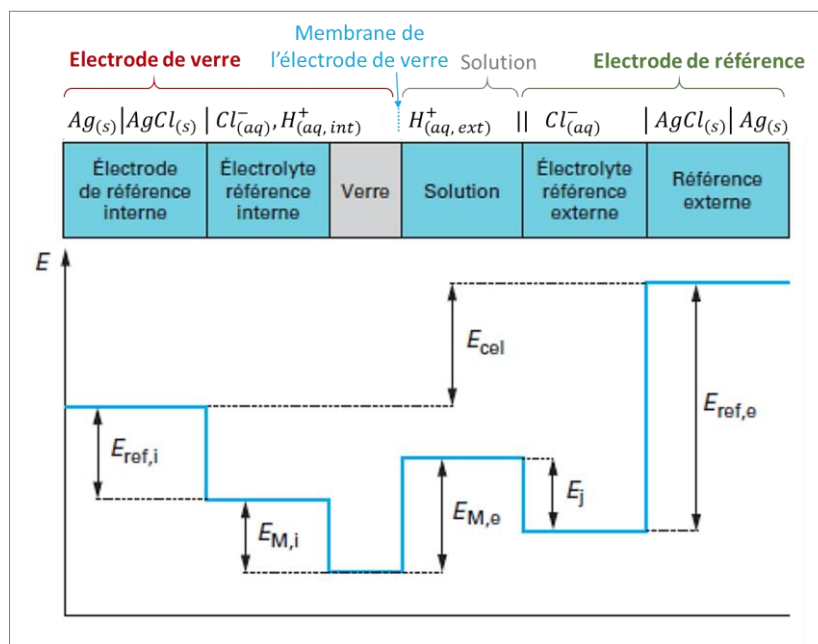 Membrane de
l'électrode de verre
Electrode de verre
Solution
Electrode de référence
Ag(s)|AgCl(s) | Cl⁻(aq), H⁺(aq, int) H⁺(aq, ext) || Cl⁻(aq) | AgCl(s)| Ag(s)
Électrode
de référence
interne
Électrolyte
référence
interne
Verre
Solution
Électrolyte
référence
externe
Référence
externe
E
Ecel
Eref,i
Eref,e
EM,i
EM,e
Ej